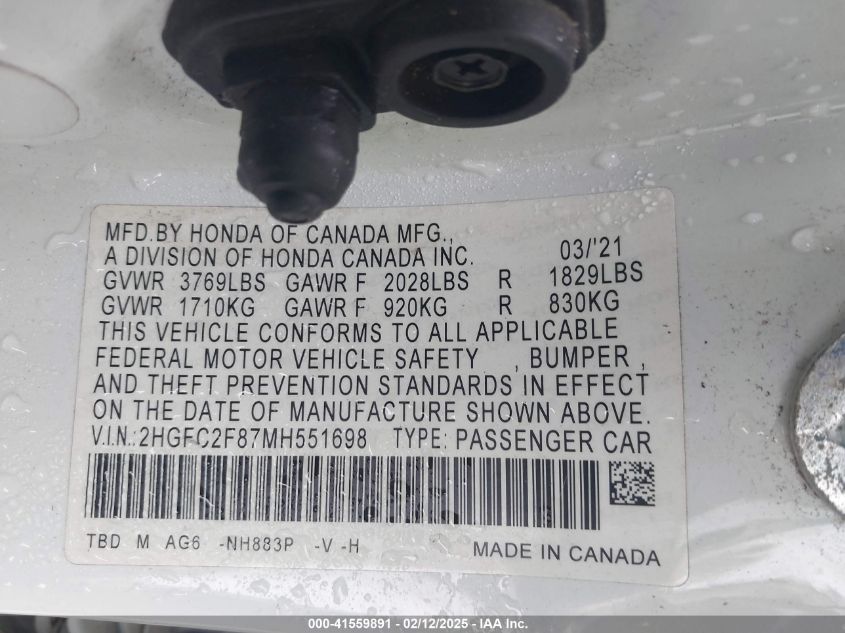 MFD.BY HONDA OF CANADA MFG.,
A DIVISION OF HONDA CANADA INC. 03/'21
GVWR 3769LBS GAWR F 2028LBS R 1829LBS
GVWR 1710KG GAWR F 920KG R 830KG
THIS VEHICLE CONFORMS TO ALL APPLICABLE
FEDERAL MOTOR VEHICLE SAFETY , BUMPER ,
AND THEFT PREVENTION STANDARDS IN EFFECT
ON THE DATE OF MANUFACTURE SHOWN ABOVE.
V.I.N.:2HGFC2F87MH551698 TYPE: PASSENGER CAR
TBD M AG6 -NH883P -V -H MADE IN CANADA
000-41559891 - 02/12/2025 - IAA Inc.